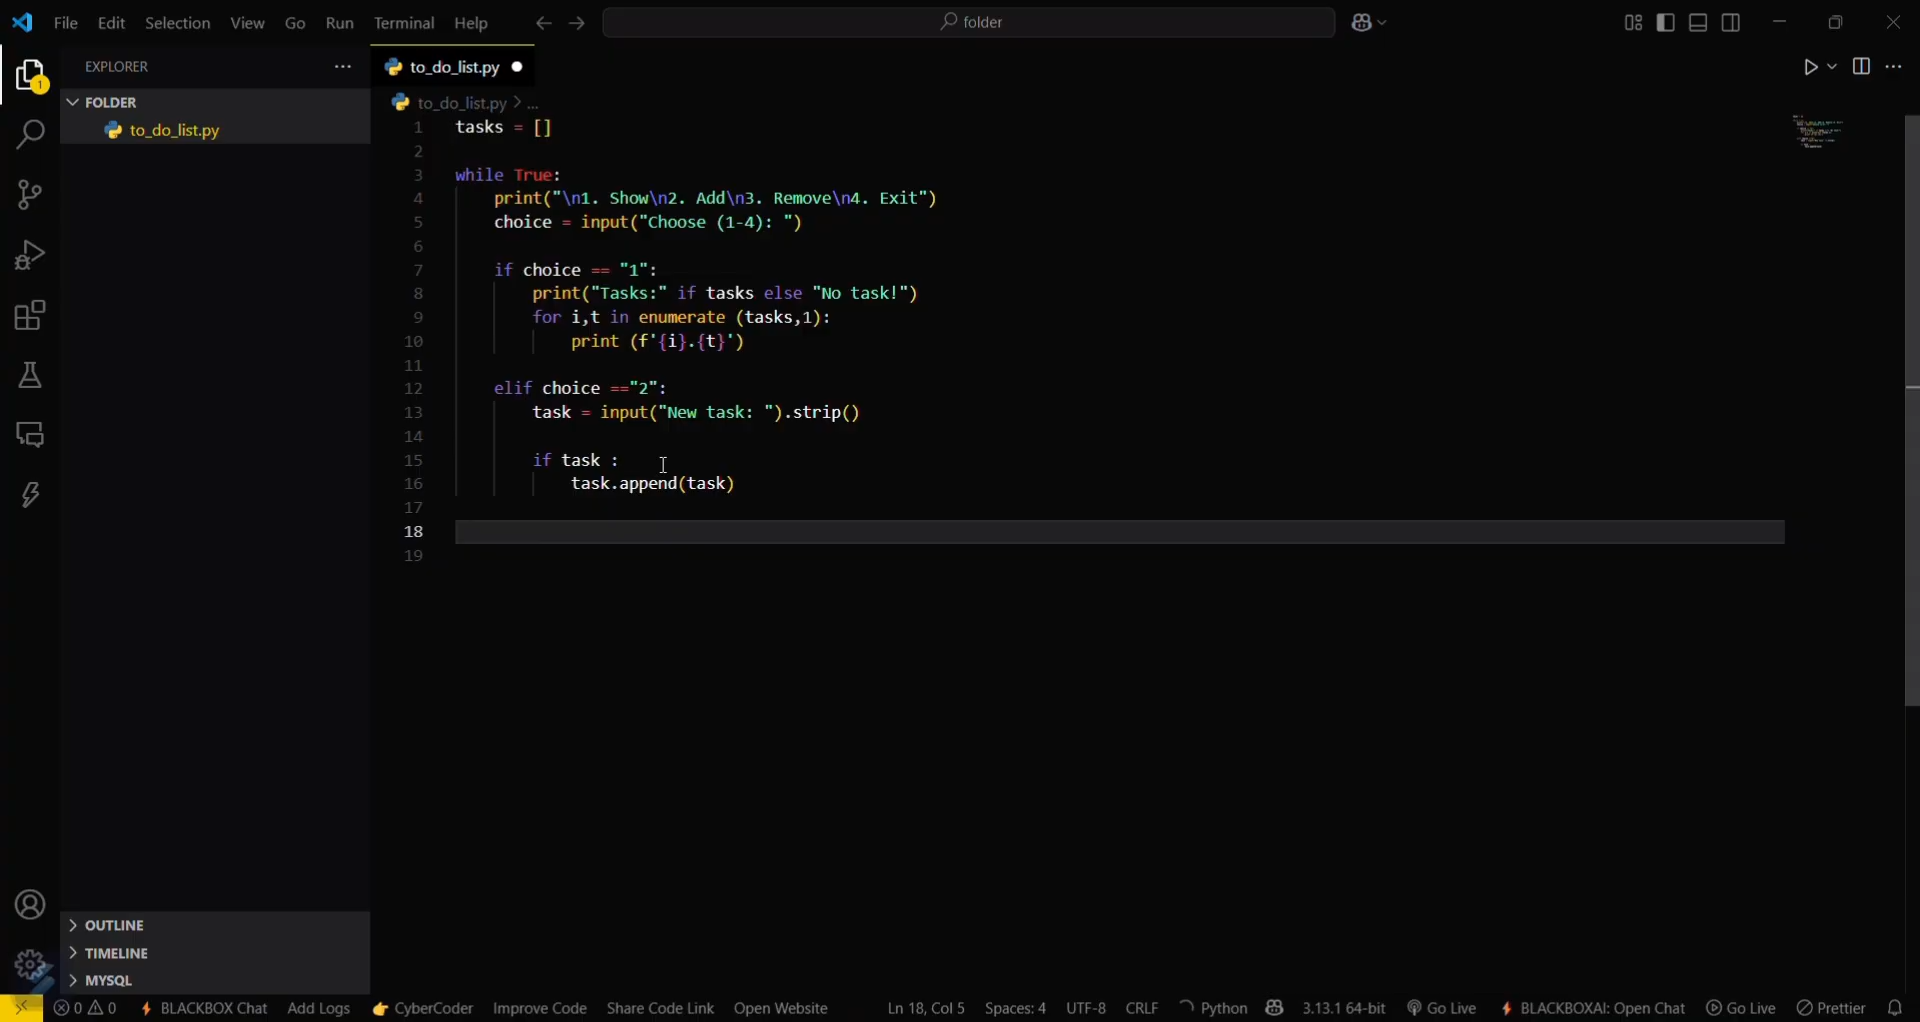 File Edit Selection View Go Run Terminal Help folder
EXPLORER to_do_list.py
1
FOLDER
to_do_list.py
to_do_list.py > ...
1 tasks = []
2
3 while True:
4 print("\n1. Show\n2. Add\n3. Remove\n4. Exit")
5 choice = input("Choose (1-4): ")
6
7 if choice == "1":
8 print("Tasks:" if tasks else "No task!")
9 for i,t in enumerate (tasks,1):
10 print (f'{i}.{t}')
11
12 elif choice =="2":
13 task = input("New task: ").strip()
14
15 if task :
16 task.append(task)
17
18
19
OUTLINE
TIMELINE
MYSQL
0 0 BLACKBOX Chat Add Logs 👉 CyberCoder Improve Code Share Code Link Open Website Ln 18, Col 5 Spaces: 4 UTF-8 CRLF Python 3.13.1 64-bit Go Live BLACKBOXAI: Open Chat Go Live Prettier